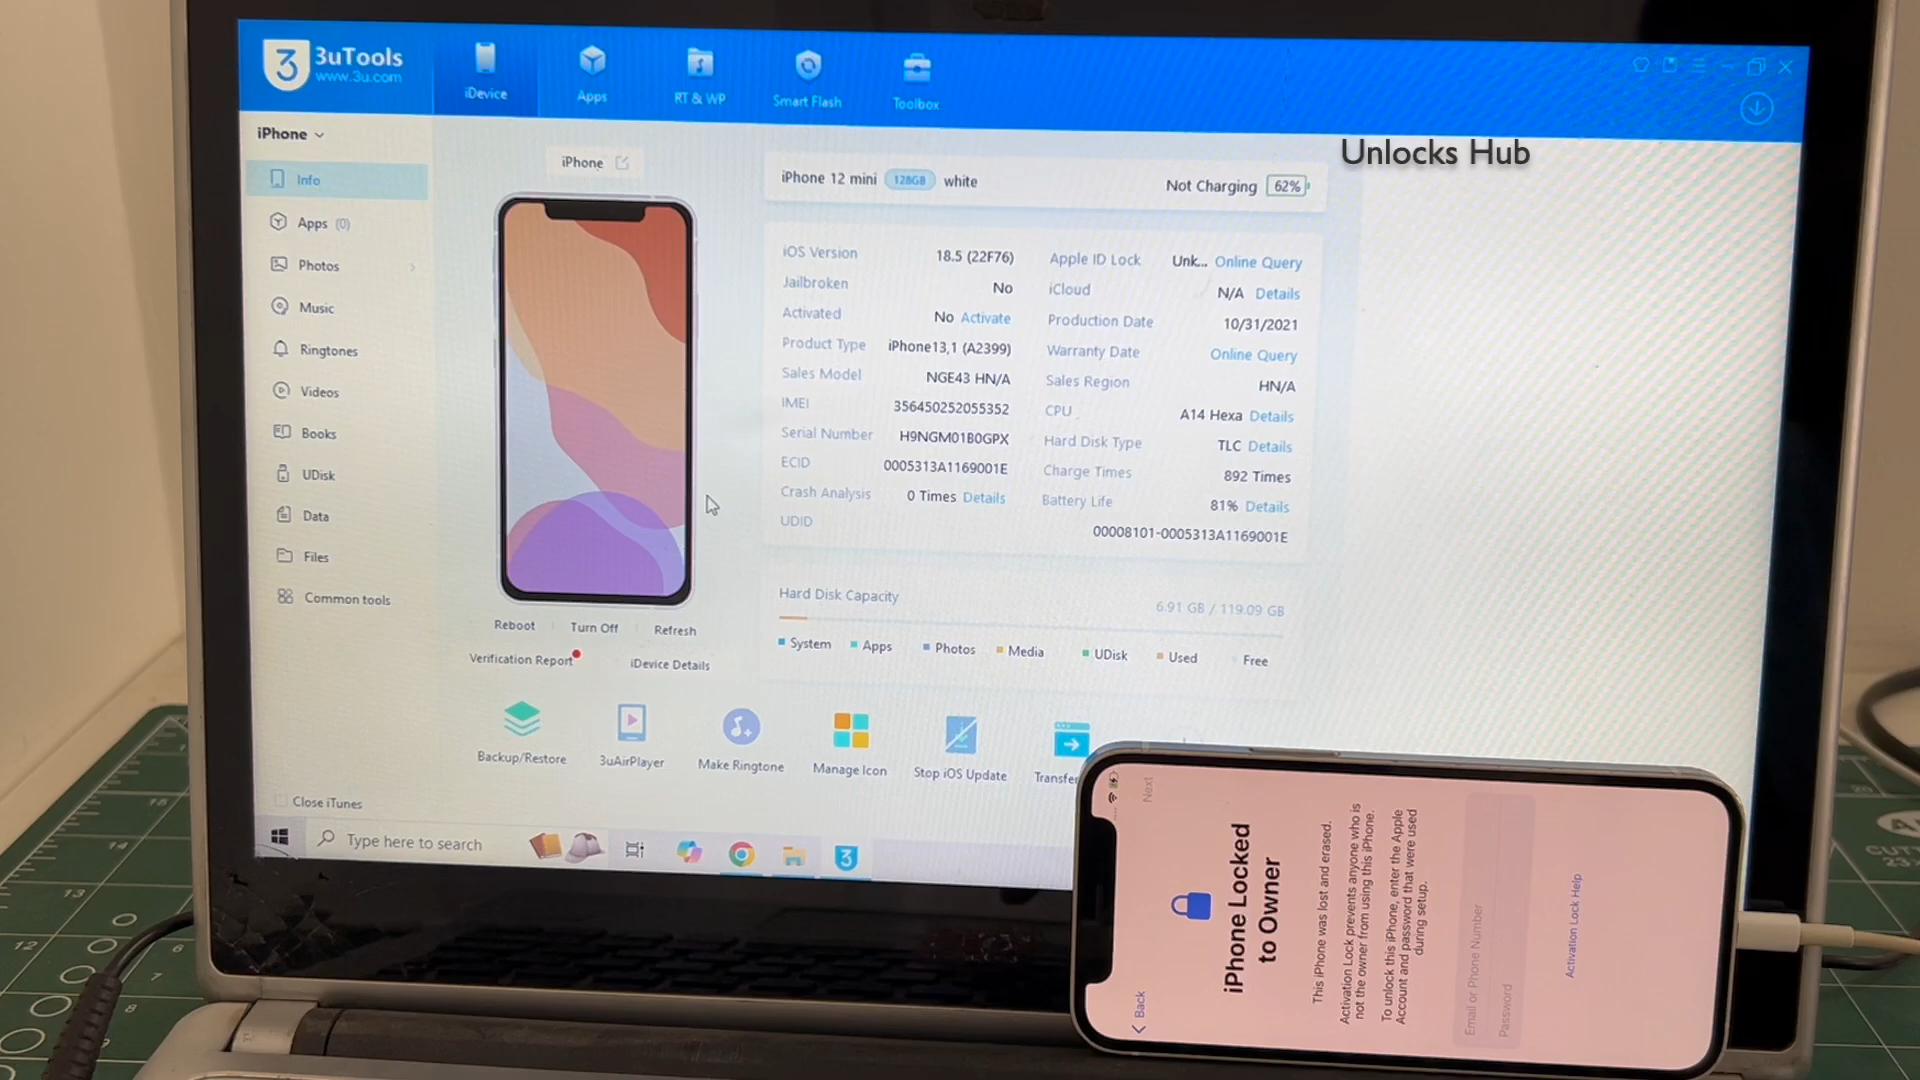 3uTools
www.3u.com
iDevice
Apps
RT & WP
Smart Flash
Toolbox
Unlocks Hub
iPhone
Info
Apps (0)
Photos
Music
Ringtones
Videos
Books
UDisk
Data
Files
Common tools
Close iTunes
iPhone
Reboot Turn Off Refresh
Verification Report iDevice Details
iPhone 12 mini 128GB white Not Charging 62%
iOS Version 18.5 (22F76) Apple ID Lock Unk... Online Query
Jailbroken No iCloud N/A Details
Activated No Activate Production Date 10/31/2021
Product Type iPhone13,1 (A2399) Warranty Date Online Query
Sales Model NGE43 HN/A Sales Region HN/A
IMEI 356450252055352 CPU A14 Hexa Details
Serial Number H9NGM01B0GPX Hard Disk Type TLC Details
ECID 0005313A1169001E Charge Times 892 Times
Crash Analysis 0 Times Details Battery Life 81% Details
UDID 00008101-0005313A1169001E
Hard Disk Capacity 6.91 GB / 119.09 GB
System Apps Photos Media UDisk Used Free
Backup/Restore 3uAirPlayer Make Ringtone Manage Icon Stop iOS Update Transfer
Type here to search
Back Next
iPhone Locked
to Owner
This iPhone was lost and erased.
Activation Lock prevents anyone who is
not the owner from using this iPhone.
To unlock this iPhone, enter the Apple
Account and password that were used
during setup.
Email or Phone Number
Password
Activation Lock Help
12
13
14
15
6
7
8